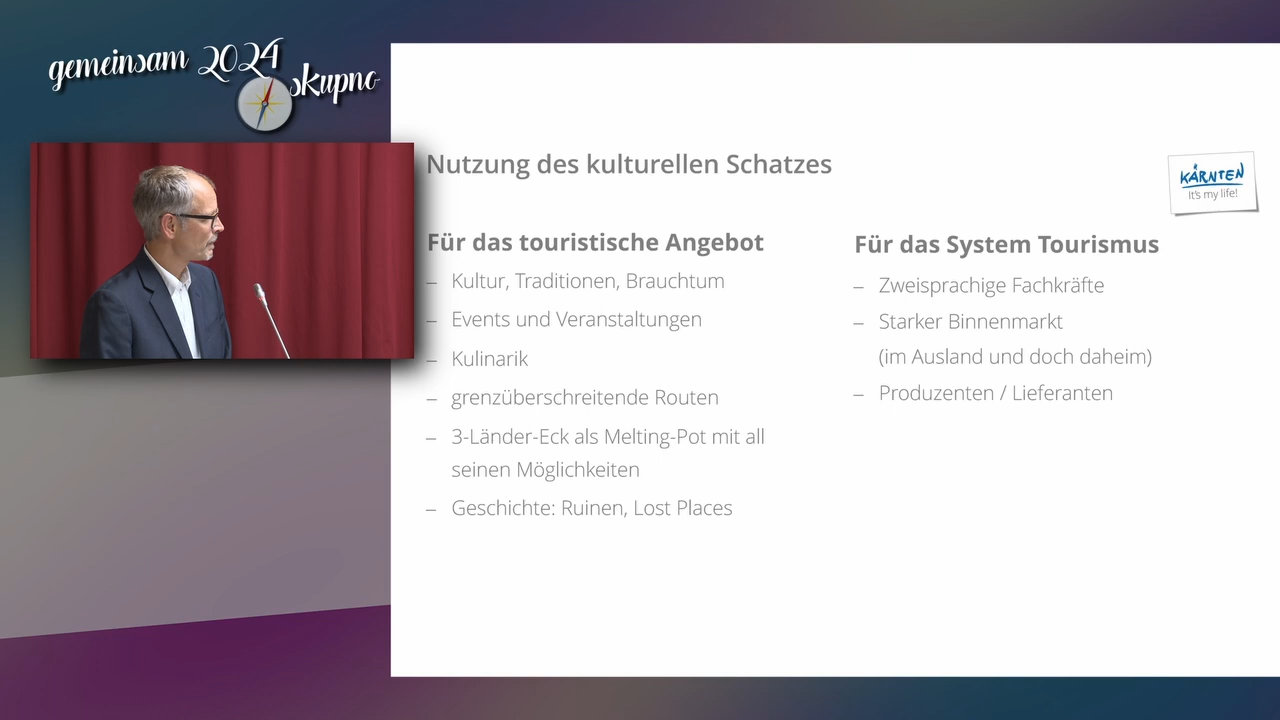 gemeinsam 2024
skupno
Nutzung des kulturellen Schatzes
KÄRNTEN
It's my life!
Für das touristische Angebot
– Kultur, Traditionen, Brauchtum
– Events und Veranstaltungen
– Kulinarik
– grenzüberschreitende Routen
– 3-Länder-Eck als Melting-Pot mit all
seinen Möglichkeiten
– Geschichte: Ruinen, Lost Places
Für das System Tourismus
– Zweisprachige Fachkräfte
– Starker Binnenmarkt
(im Ausland und doch daheim)
– Produzenten / Lieferanten